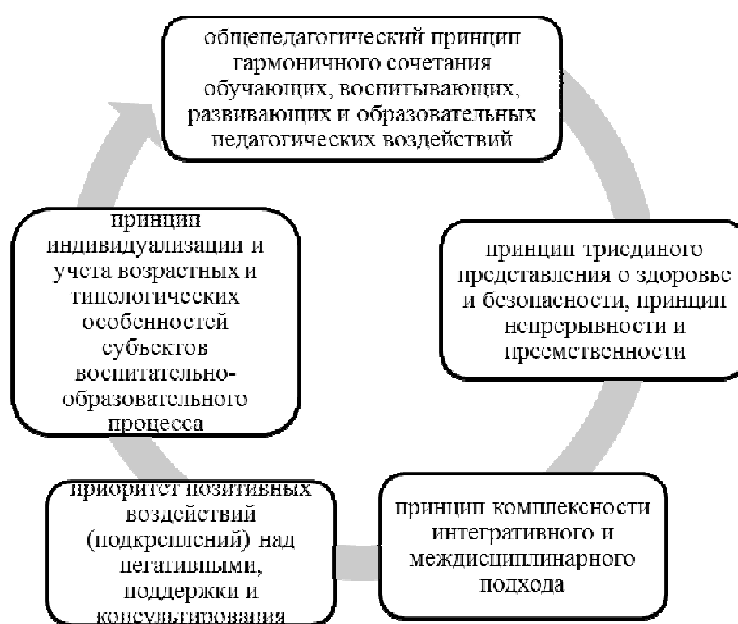 общепедагогический принцип
гармоничного сочетания
обучающих, воспитывающих,
развивающих и образовательных
педагогических воздействий
принцип триединого
представления о здоровье
и безопасности, принцип
непрерывности и
преемственности
принцип комплексности
интегративного и
междисциплинарного
подхода
приоритет позитивных
воздействий
(подкреплений) над
негативными,
поддержки и
консультирования
принцип
индивидуализации и
учета возрастных и
типологических
особенностей
субъектов
воспитательно-
образовательного
процесса